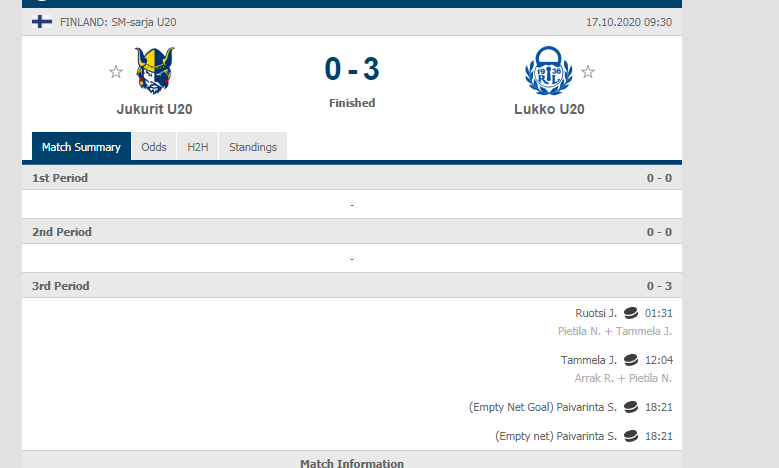 FINLAND: SM-sarja U20 17.10.2020 09:30
0 - 3
19 36
R L
Finished
Jukurit U20 Lukko U20
Match Summary Odds H2H Standings
1st Period 0 - 0
-
2nd Period 0 - 0
-
3rd Period 0 - 3
Ruotsi J. 01:31
Pietila N. + Tammela J.
Tammela J. 12:04
Arrak R. + Pietila N.
(Empty Net Goal) Paivarinta S. 18:21
(Empty net) Paivarinta S. 18:21
Match Information